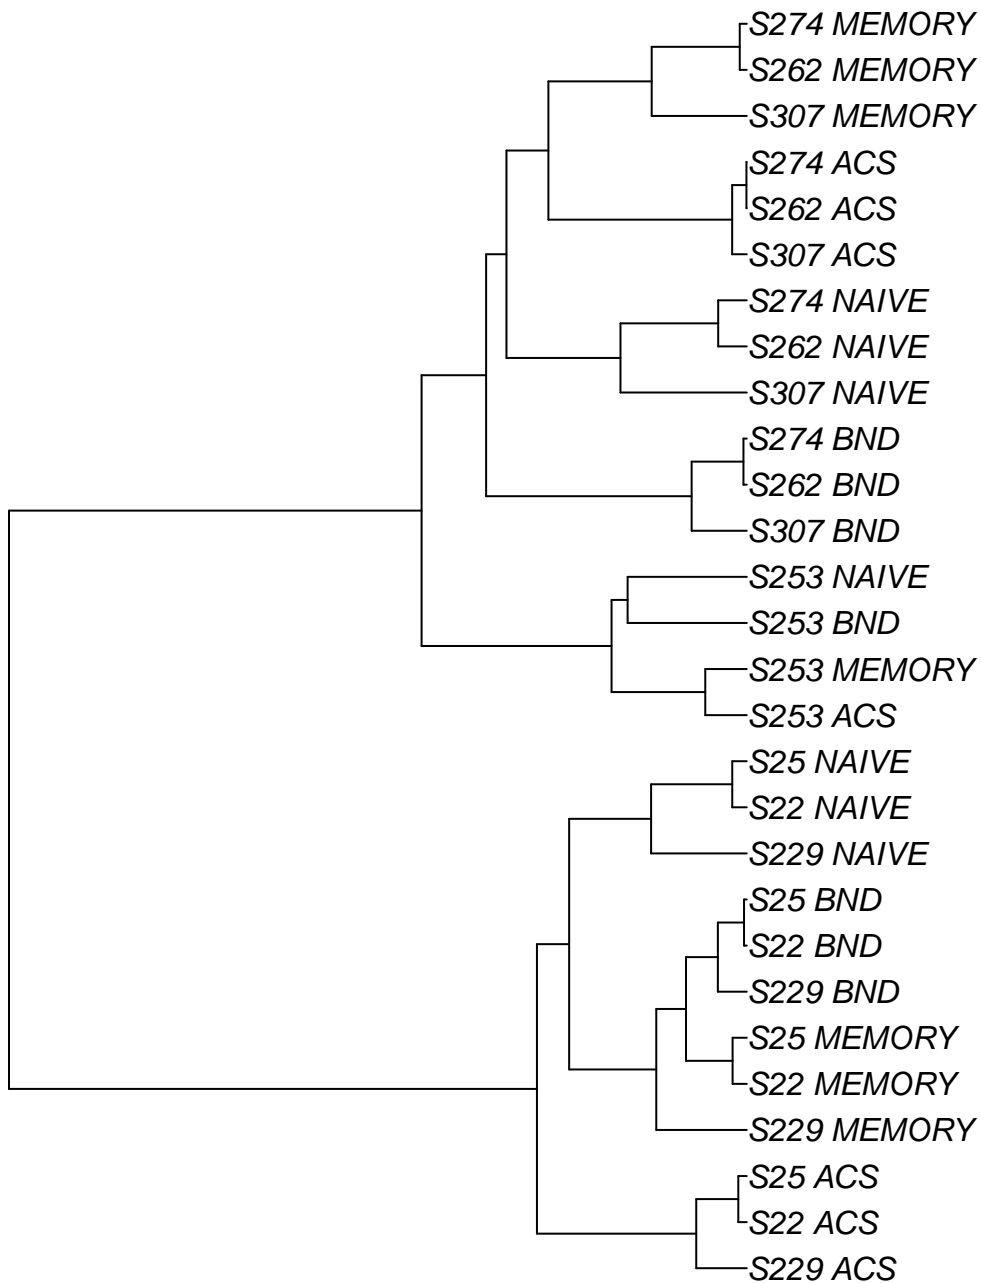 S274 MEMORY
S262 MEMORY
S307 MEMORY
S274 ACS
S262 ACS
S307 ACS
S274 NAIVE
S262 NAIVE
S307 NAIVE
S274 BND
S262 BND
S307 BND
S253 NAIVE
S253 BND
S253 MEMORY
S253 ACS
S25 NAIVE
S22 NAIVE
S229 NAIVE
S25 BND
S22 BND
S229 BND
S25 MEMORY
S22 MEMORY
S229 MEMORY
S25 ACS
S22 ACS
S229 ACS